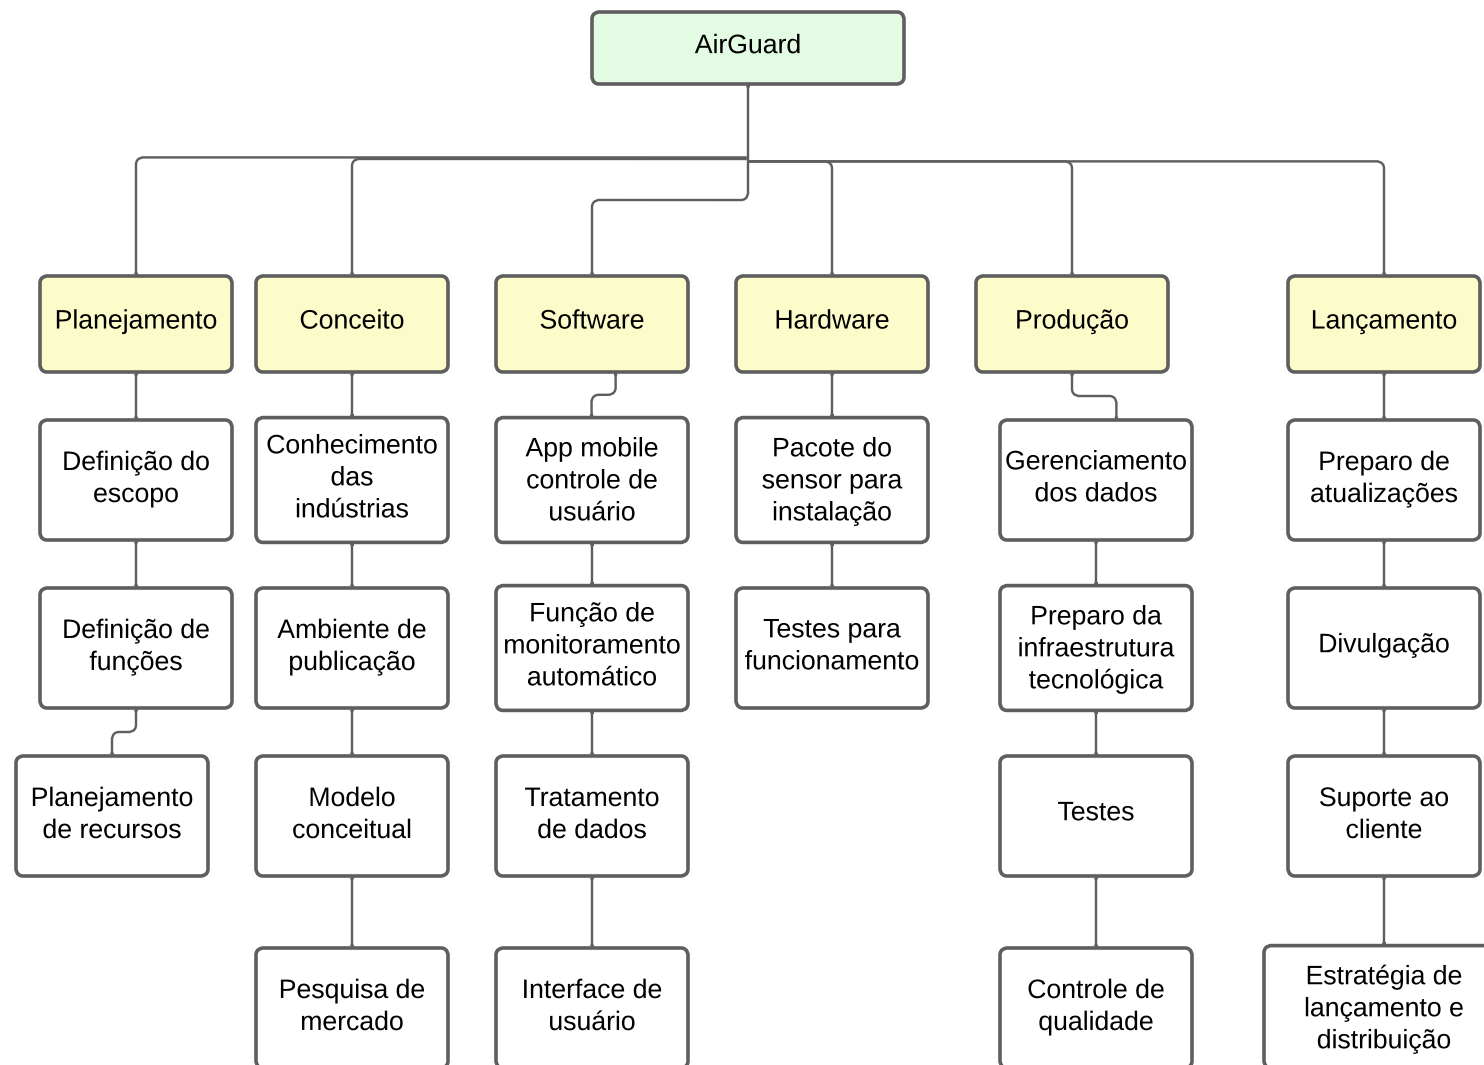 AirGuard
Planejamento
Conceito
Software
Hardware
Produção
Lançamento
Definição do
escopo
Conhecimento
das
indústrias
App mobile
controle de
usuário
Pacote do
sensor para
instalação
Gerenciamento
dos dados
Preparo de
atualizações
Definição de
funções
Ambiente de
publicação
Função de
monitoramento
automático
Testes para
funcionamento
Preparo da
infraestrutura
tecnológica
Divulgação
Planejamento
de recursos
Modelo
conceitual
Tratamento
de dados
Testes
Suporte ao
cliente
Pesquisa de
mercado
Interface de
usuário
Controle de
qualidade
Estratégia de
lançamento e
distribuição